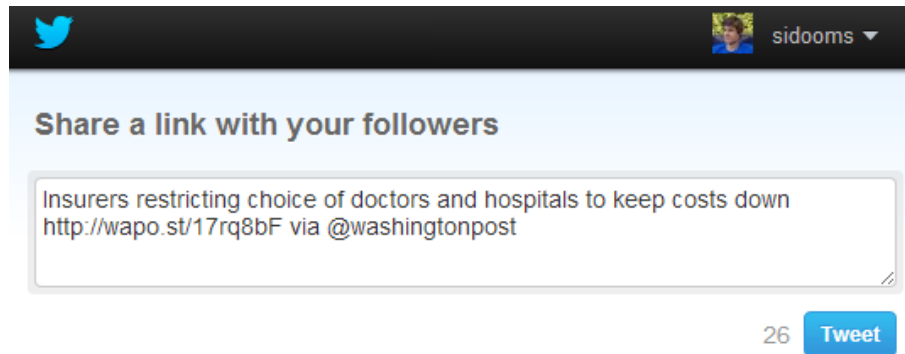 sidooms
Share a link with your followers
Insurers restricting choice of doctors and hospitals to keep costs down
http://wapo.st/17rq8bF via @washingtonpost
26 Tweet